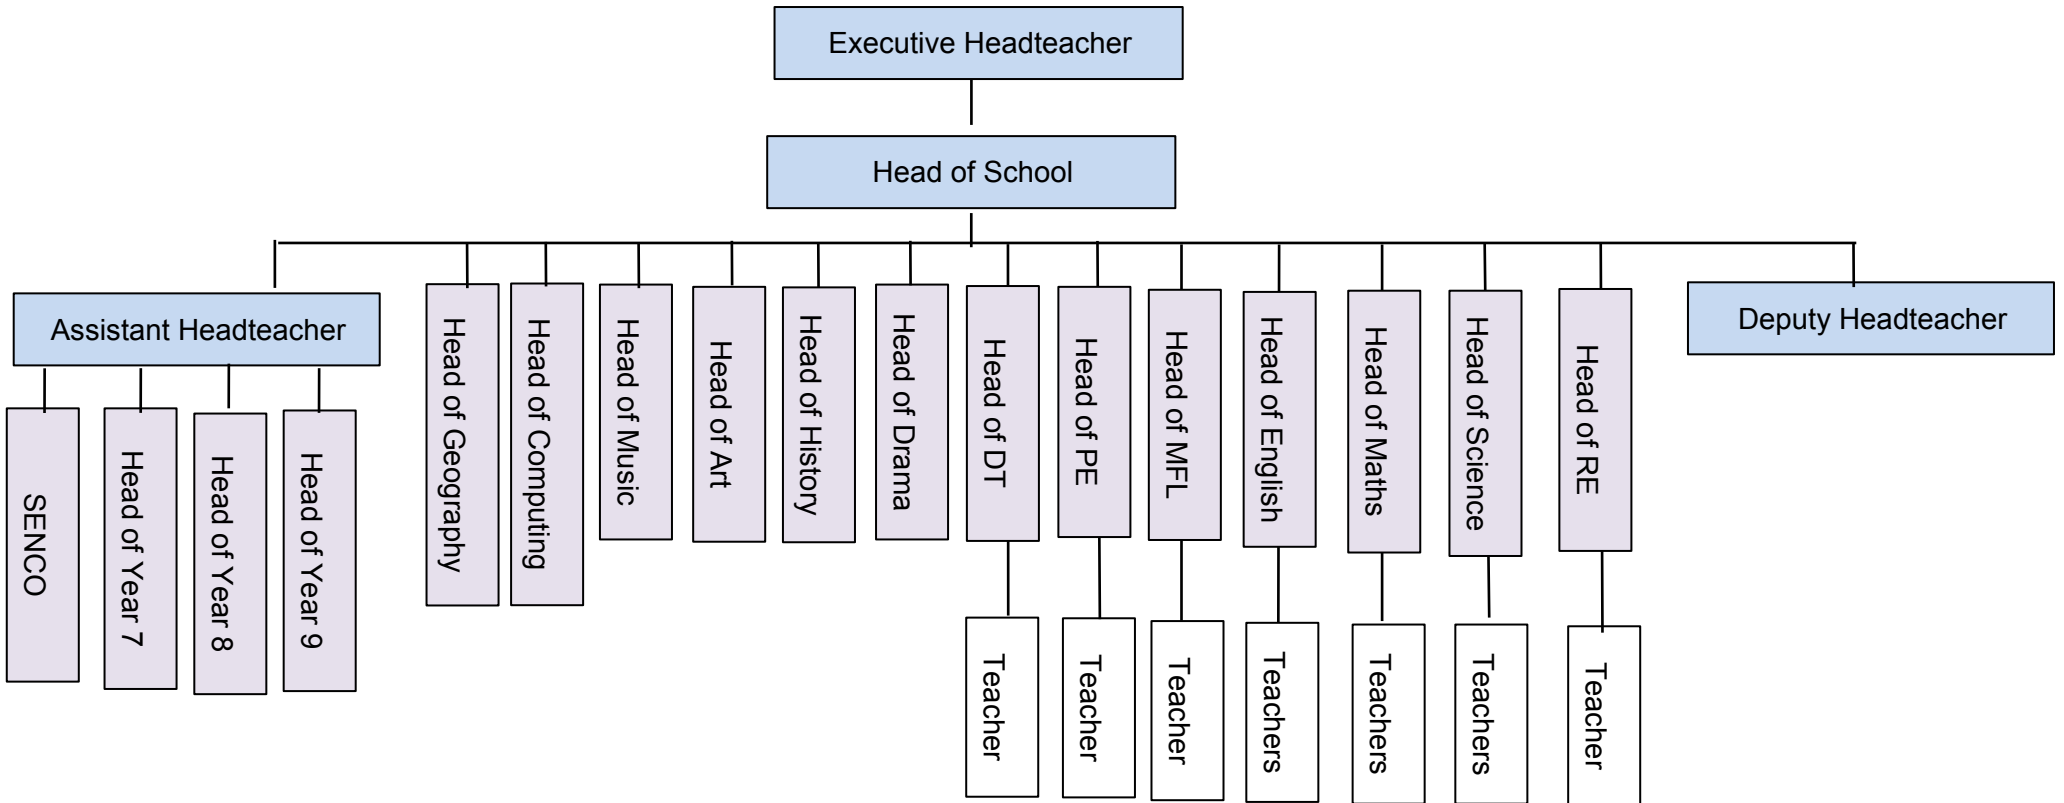 Executive Headteacher
Head of School
Assistant Headteacher
Head of Geography
Head of Computing
Head of Music
Head of Art
Head of History
Head of Drama
Head of DT
Head of PE
Head of MFL
Head of English
Head of Maths
Head of Science
Head of RE
Deputy Headteacher
SENCO
Head of Year 7
Head of Year 8
Head of Year 9
Teacher
Teacher
Teacher
Teachers
Teachers
Teachers
Teacher